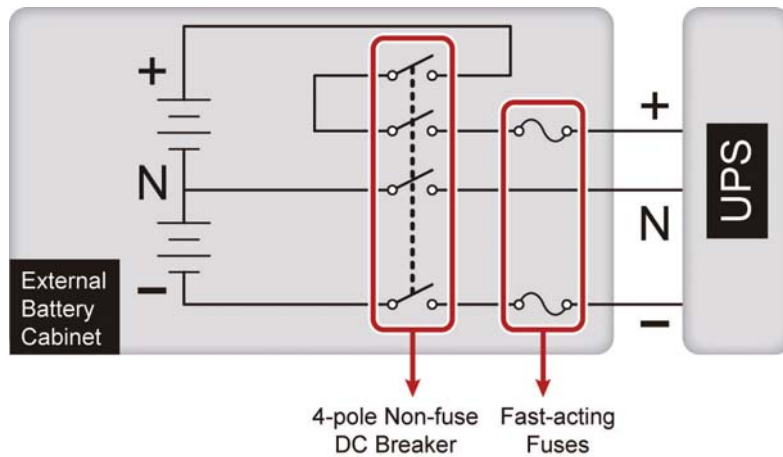 +
N
−
External
Battery
Cabinet
+
N
−
UPS
4-pole Non-fuse
DC Breaker
Fast-acting
Fuses